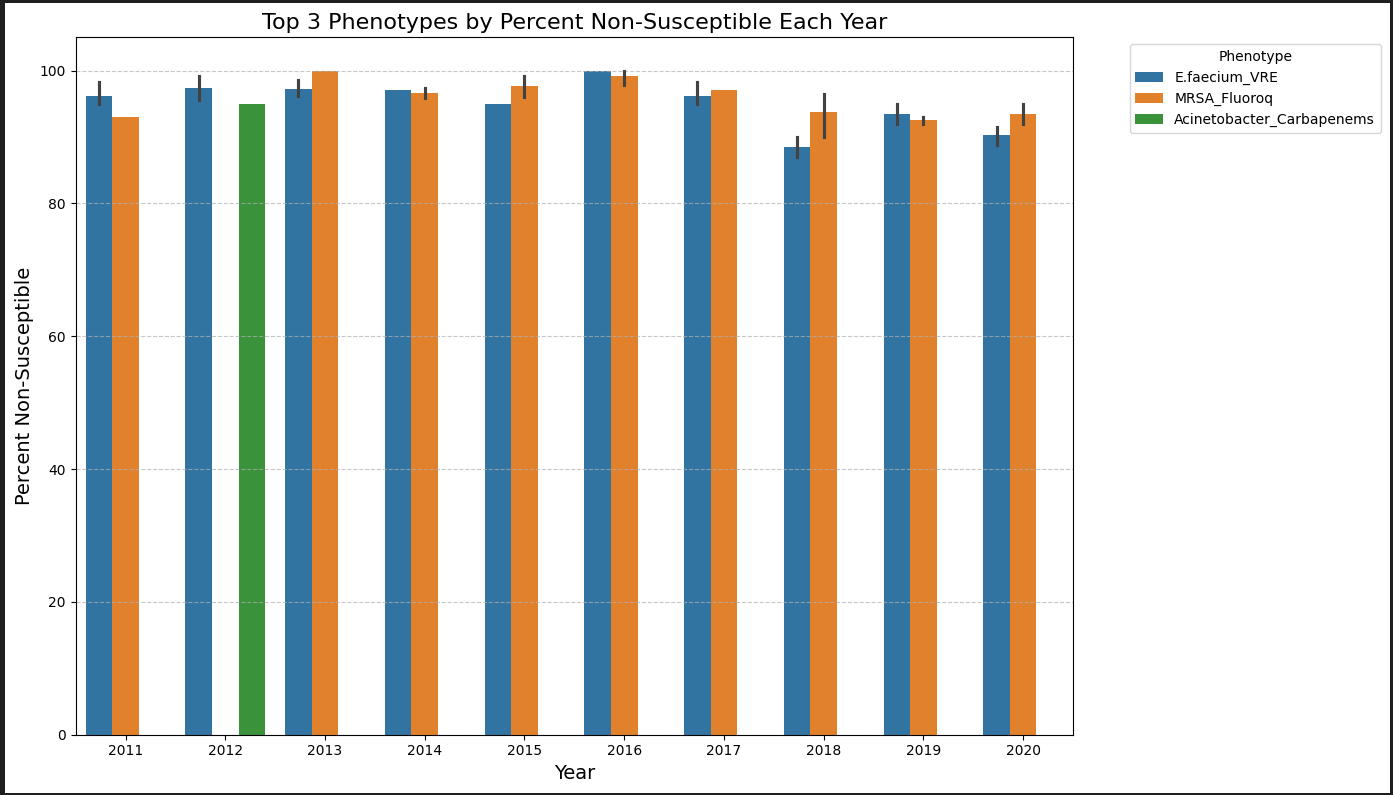 Top 3 Phenotypes by Percent Non-Susceptible Each Year
Phenotype
E.faecium_VRE
MRSA_Fluoroq
Acinetobacter_Carbapenems
Percent Non-Susceptible
100
80
60
40
20
0
2011 2012 2013 2014 2015 2016 2017 2018 2019 2020
Year